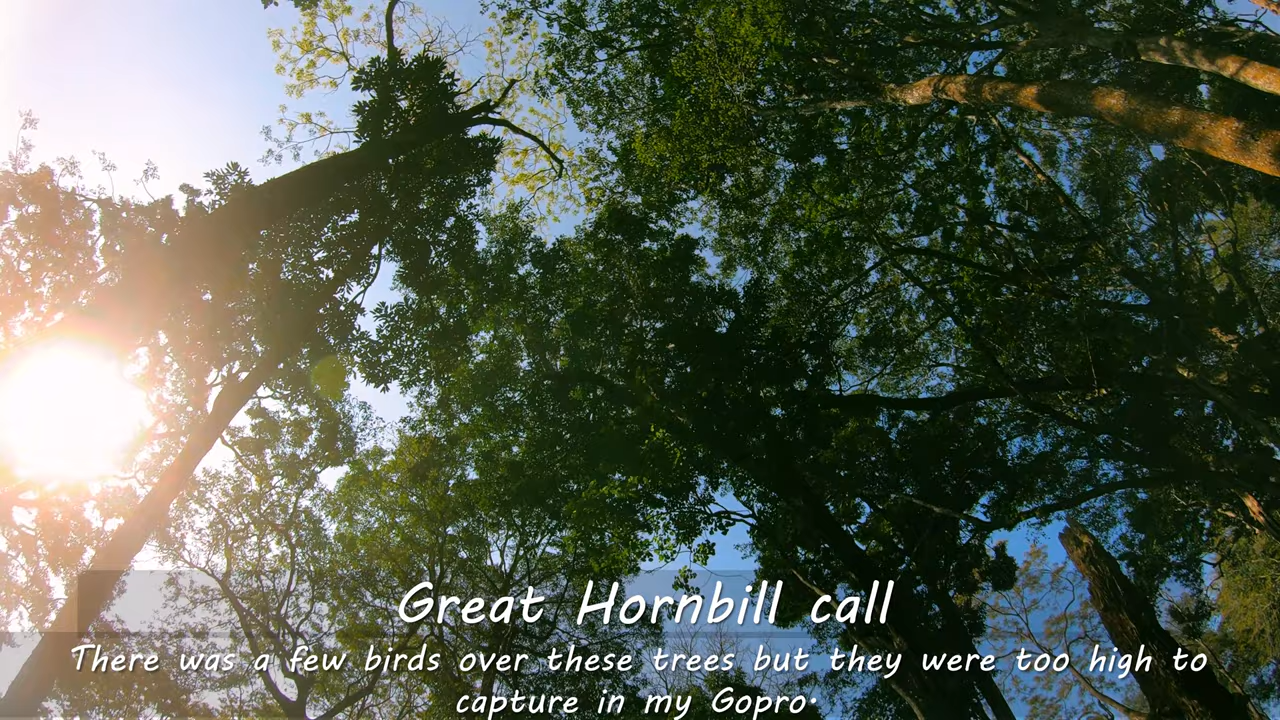 Great Hornbill call
There was a few birds over these trees but they were too high to
capture in my Gopro.